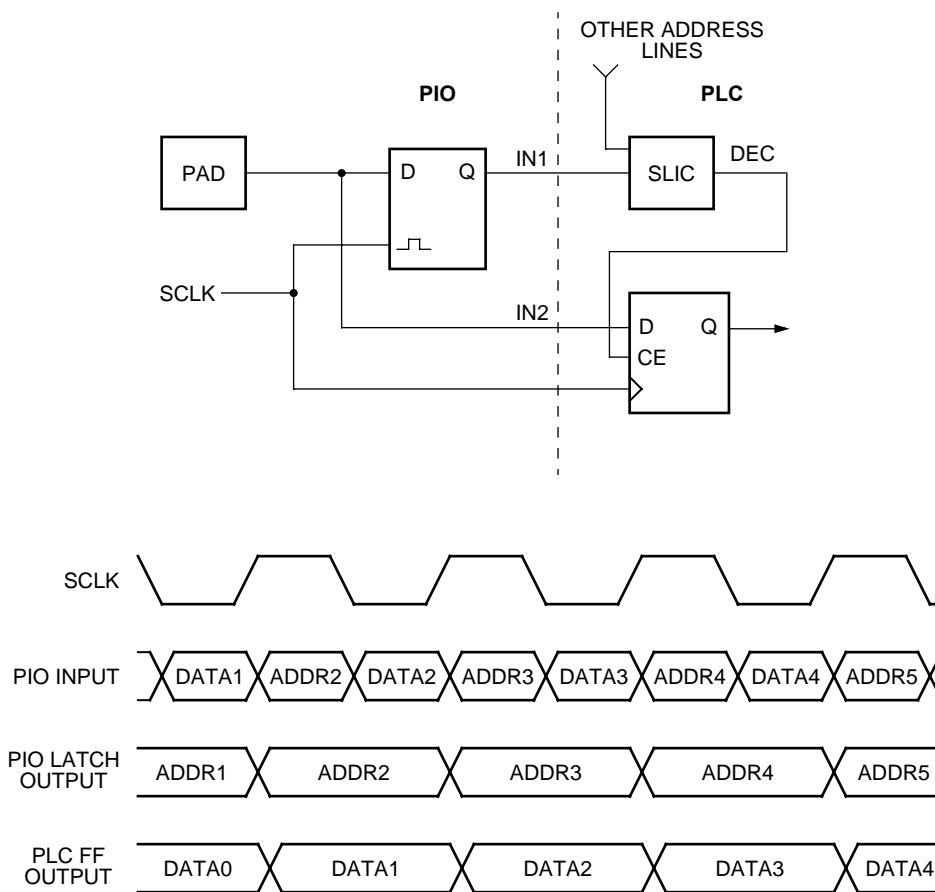 OTHER ADDRESS
LINES
PIO
PLC
PAD
D
Q
IN1
SLIC
DEC
SCLK
IN2
D
Q
CE
SCLK
PIO INPUT
DATA1
ADDR2
DATA2
ADDR3
DATA3
ADDR4
DATA4
ADDR5
PIO LATCH
OUTPUT
ADDR1
ADDR2
ADDR3
ADDR4
ADDR5
PLC FF
OUTPUT
DATA0
DATA1
DATA2
DATA3
DATA4